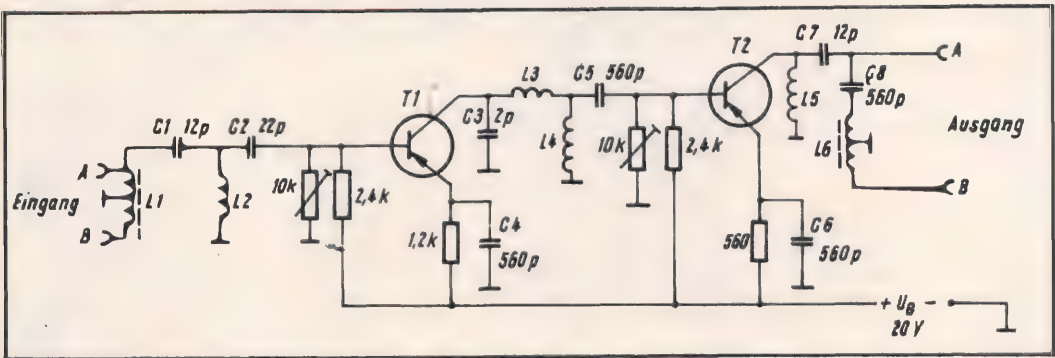 Eingang
A
B
L1
C1 12p
C2 22p
L2
10k
2,4k
T1
1,2k
C4
560p
C3 2p
L3
L4
C5 560p
10k
2,4k
T2
560
C6
560p
L5
C7 12p
C8
560p
L6
A
B
Ausgang
+ UB -
20V